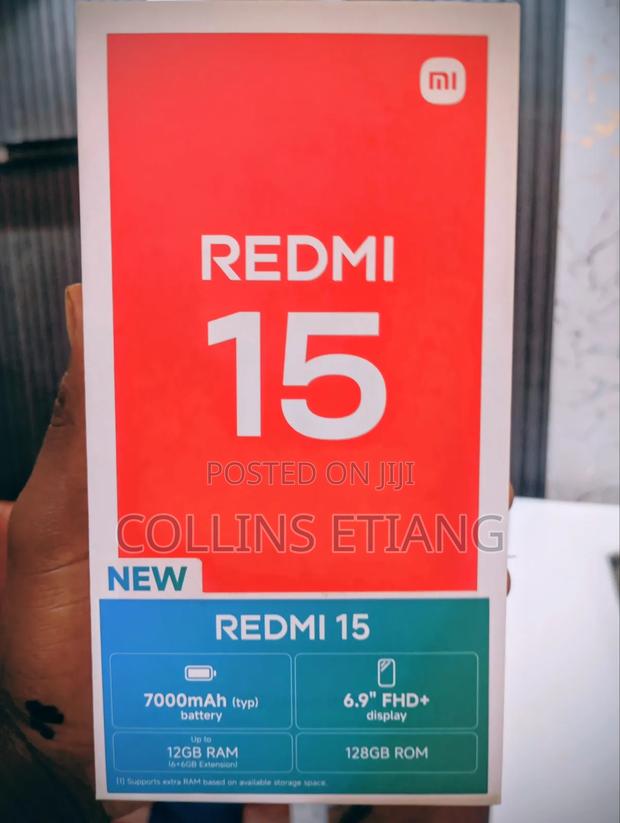 mi
REDMI
15
POSTED ON JIJI
COLLINS ETIANG
NEW
REDMI 15
7000mAh (typ)
battery
6.9" FHD+
display
Up to
12GB RAM
(6+6GB Extension)
128GB ROM
[1] Supports extra RAM based on available storage space.